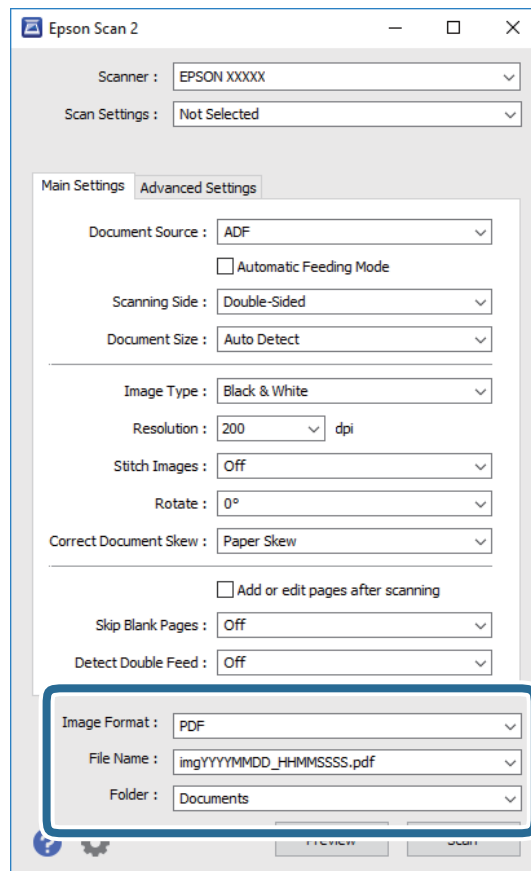 Epson Scan 2
Scanner : EPSON XXXXX
Scan Settings : Not Selected
Main Settings Advanced Settings
Document Source : ADF
Automatic Feeding Mode
Scanning Side : Double-Sided
Document Size : Auto Detect
Image Type : Black & White
Resolution : 200 dpi
Stitch Images : Off
Rotate : 0°
Correct Document Skew : Paper Skew
Add or edit pages after scanning
Skip Blank Pages : Off
Detect Double Feed : Off
Image Format : PDF
File Name : imgYYYYMMDD_HHMMSSSS.pdf
Folder : Documents
? Preview Scan